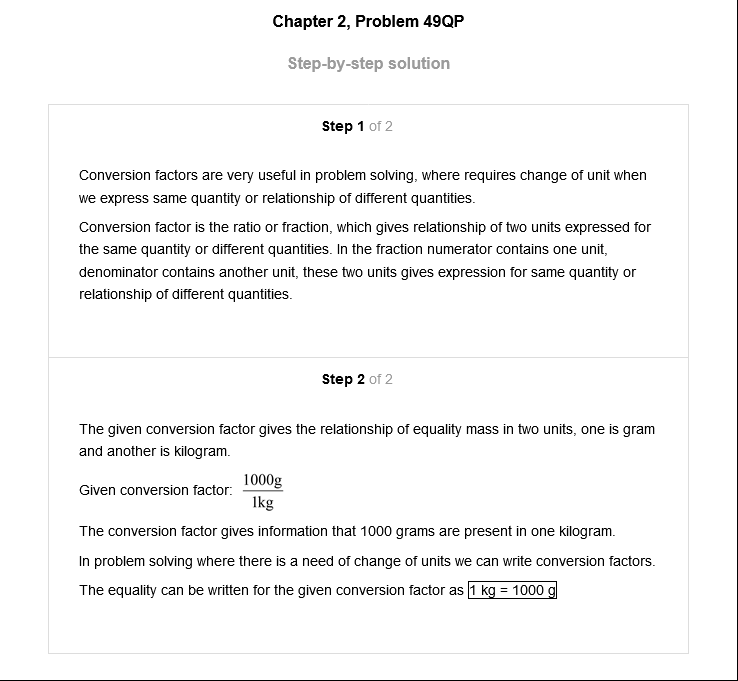 Chapter 2, Problem 49QP
Step-by-step solution
Step 1 of 2
Conversion factors are very useful in problem solving, where requires change of unit when
we express same quantity or relationship of different quantities.
Conversion factor is the ratio or fraction, which gives relationship of two units expressed for
the same quantity or different quantities. In the fraction numerator contains one unit,
denominator contains another unit, these two units gives expression for same quantity or
relationship of different quantities.
Step 2 of 2
The given conversion factor gives the relationship of equality mass in two units, one is gram
and another is kilogram.
Given conversion factor: 1000g
1kg
The conversion factor gives information that 1000 grams are present in one kilogram.
In problem solving where there is a need of change of units we can write conversion factors.
The equality can be written for the given conversion factor as 1 kg = 1000 g